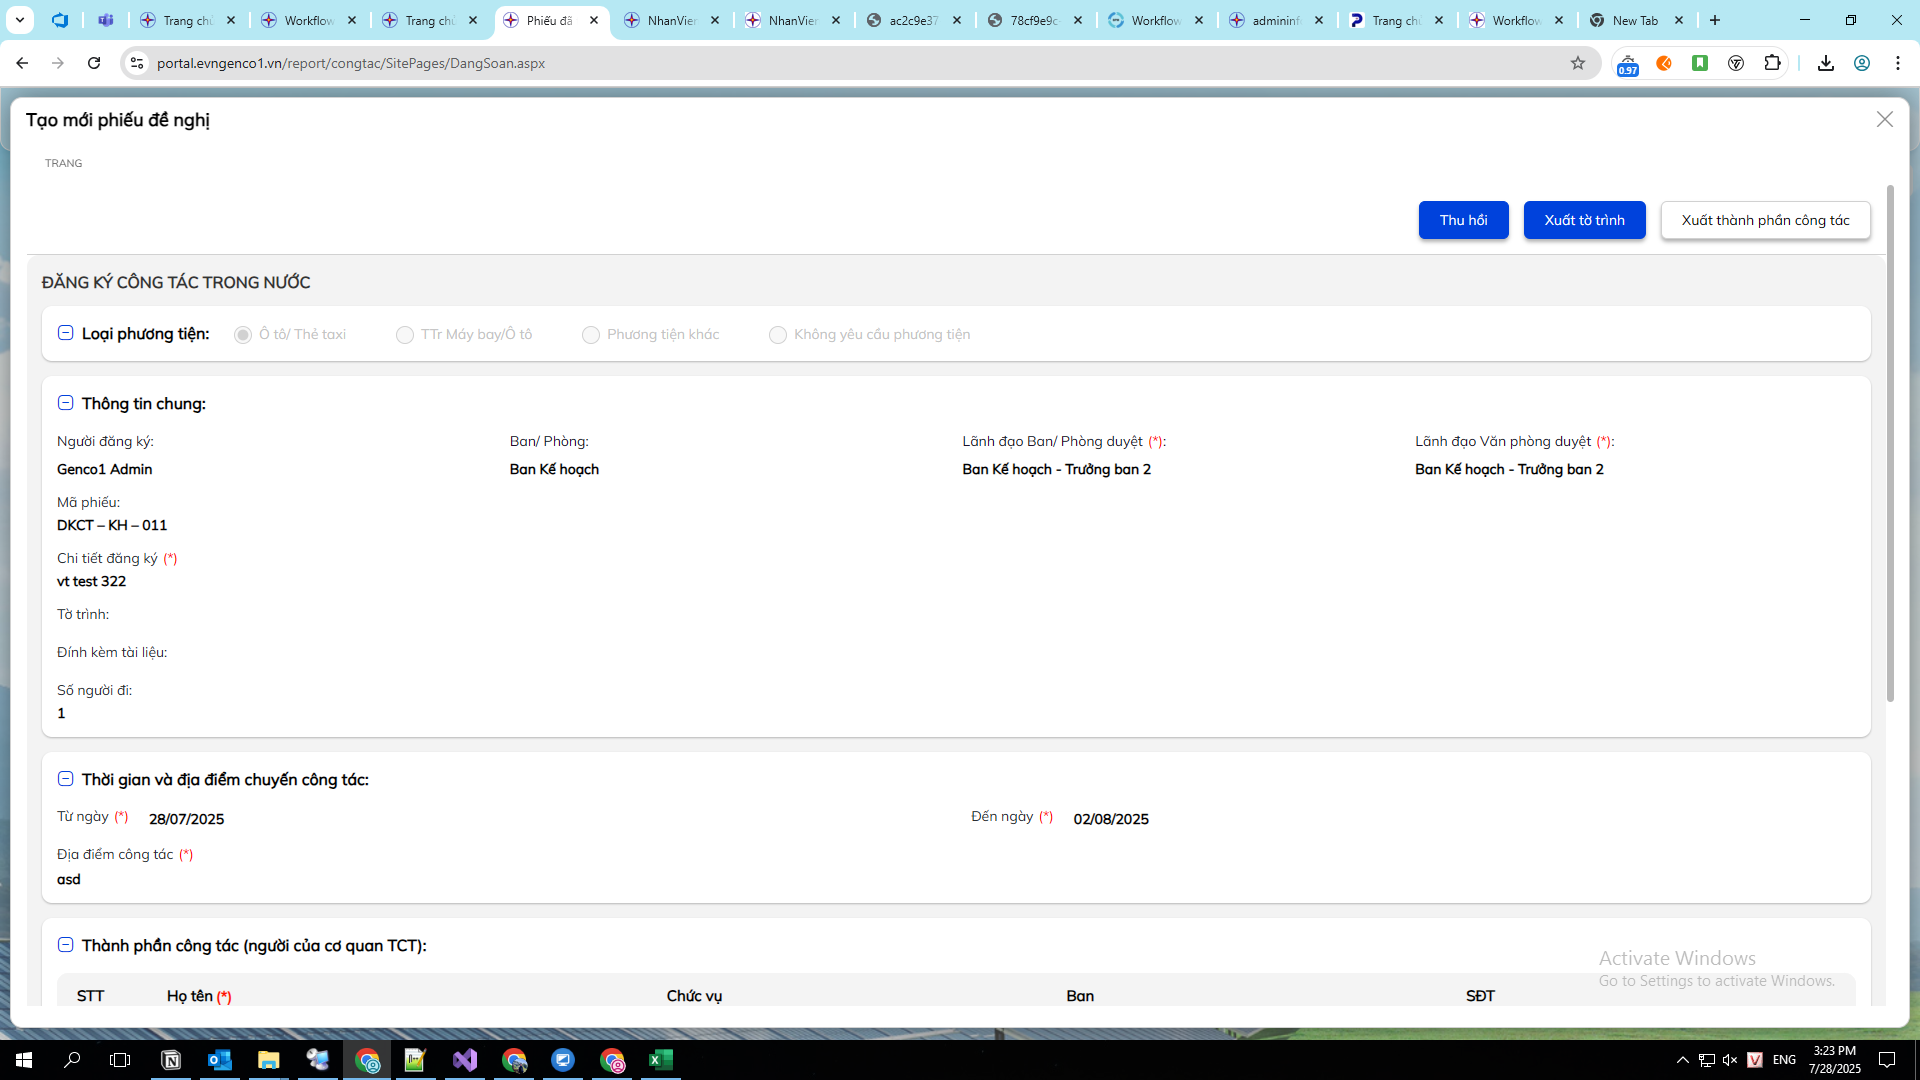 Trang ch
Workflow
Trang ch
Phiếu đă
NhanVie
NhanVie
ac2c9e37
78cf9e9c
Workflow
admininf
Trang ch
Workflow
New Tab
portal.evngenco1.vn/report/congtac/SitePages/DangSoan.aspx
0.97
Tạo mới phiếu đề nghị
TRANG
Thu hồi
Xuất tờ trình
Xuất thành phần công tác
ĐĂNG KÝ CÔNG TÁC TRONG NƯỚC
Loại phương tiện:
Ô tô/ Thẻ taxi
TTr Máy bay/Ô tô
Phương tiện khác
Không yêu cầu phương tiện
Thông tin chung:
Người đăng ký:
Ban/ Phòng:
Lãnh đạo Ban/ Phòng duyệt (*):
Lãnh đạo Văn phòng duyệt (*):
Genco1 Admin
Ban Kế hoạch
Ban Kế hoạch - Trưởng ban 2
Ban Kế hoạch - Trưởng ban 2
Mã phiếu:
DKCT – KH – 011
Chi tiết đăng ký (*)
vt test 322
Tờ trình:
Đính kèm tài liệu:
Số người đi:
1
Thời gian và địa điểm chuyến công tác:
Từ ngày (*) 28/07/2025
Đến ngày (*) 02/08/2025
Địa điểm công tác (*)
asd
Thành phần công tác (người của cơ quan TCT):
STT
Họ tên (*)
Chức vụ
Ban
SĐT
Activate Windows
Go to Settings to activate Windows.
ENG
3:23 PM
7/28/2025